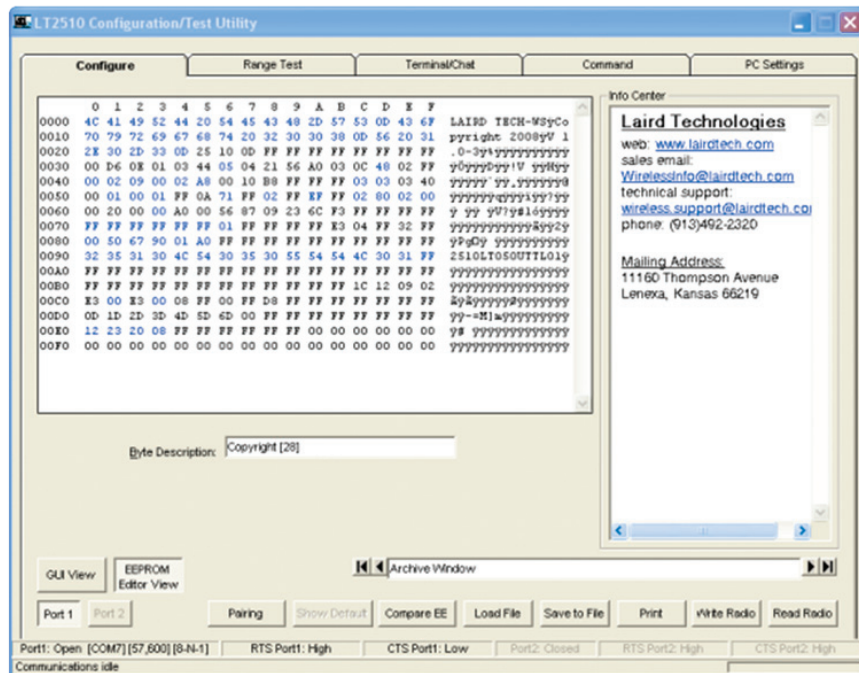 LT2510 Configuration/Test Utility
Configure Range Test Terminal/Chat Command PC Settings
0 1 2 3 4 5 6 7 8 9 A B C D E F
0000 4C 41 49 52 44 20 54 45 43 48 2D 57 53 0D 43 6F LAIRD TECH-WSÿCo
0010 70 79 72 69 67 68 74 20 32 30 30 38 0D 56 20 31 pyright 2008ÿV 1
0020 2E 30 2D 33 0D 25 10 0D FF FF FF FF FF FF FF FF
0030 00 D6 0E 01 03 44 05 04 21 56 A0 03 0C 48 02 FF
0040 00 02 09 00 02 A8 00 10 B8 FF FF FF 03 03 03 40
0050 00 01 00 01 FF 0A 71 FF 02 FF EF FF 02 80 02 00
0060 00 20 00 00 A0 00 56 87 09 23 6C F3 FF FF FF FF
0070 FF FF FF FF FF FF 01 FF FF FF FF E3 04 FF 32 FF
0080 00 50 67 90 01 A0 FF FF FF FF FF FF FF FF FF FF
0090 32 35 31 30 4C 54 30 35 30 55 54 54 4C 30 31 FF 2510LT050UTTL01ÿ
00A0 FF FF FF FF FF FF FF FF FF FF FF FF FF FF FF FF ÿÿÿÿÿÿÿÿÿÿÿÿÿÿÿÿ
00B0 FF FF FF FF FF FF FF FF FF FF FF FF 1C 12 09 02
00C0 E3 00 E3 00 08 FF 00 FF D8 FF FF FF FF FF FF FF
00D0 0D 1D 2D 3D 4D 5D 6D 00 FF FF FF FF FF FF FF FF
00E0 12 23 20 08 FF FF FF FF FF FF 00 00 00 00 00 00
00F0 00 00 00 00 00 00 00 00 00 00 00 00 00 00 00 00 ÿÿÿÿÿÿÿÿÿÿÿÿÿÿÿÿ
Byte Description: Copyright [28]
Info Center
Laird Technologies
web: www.lairdtech.com
sales email:
WirelessInfo@lairdtech.com
technical support:
wireless.support@lairdtech.co
phone: (913)492-2320
Mailing Address:
11160 Thompson Avenue
Lenexa, Kansas 66219
GUI View EEPROM Editor View Archive Window
Port 1 Port 2 Pairing Show Default Compare EE Load File Save to File Print Write Radio Read Radio
Port1: Open [COM7] [57,600] [8-N-1] RTS Port1: High CTS Port1: Low Port2: Closed RTS Port2: High CTS Port2: High
Communications idle